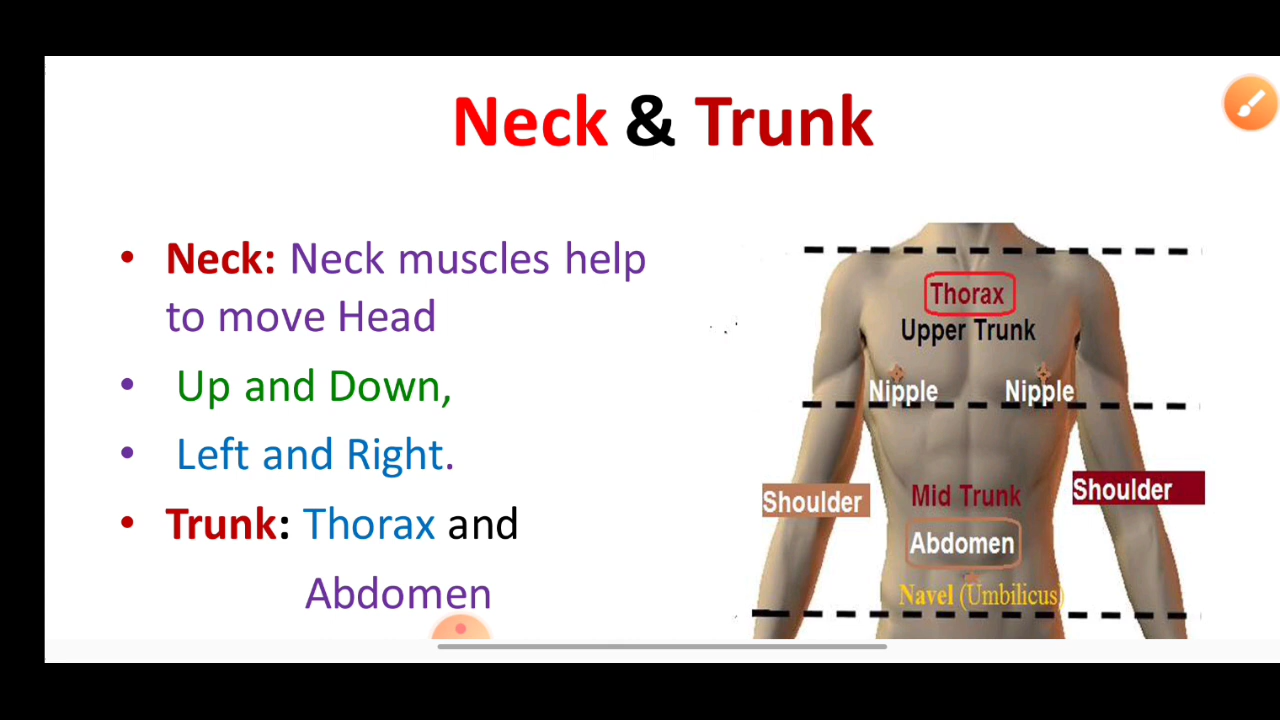 Neck & Trunk
• Neck: Neck muscles help
to move Head
• Up and Down,
• Left and Right.
• Trunk: Thorax and
Abdomen
Thorax
Upper Trunk
Nipple Nipple
Shoulder Mid Trunk Shoulder
Abdomen
Navel (Umbilicus)